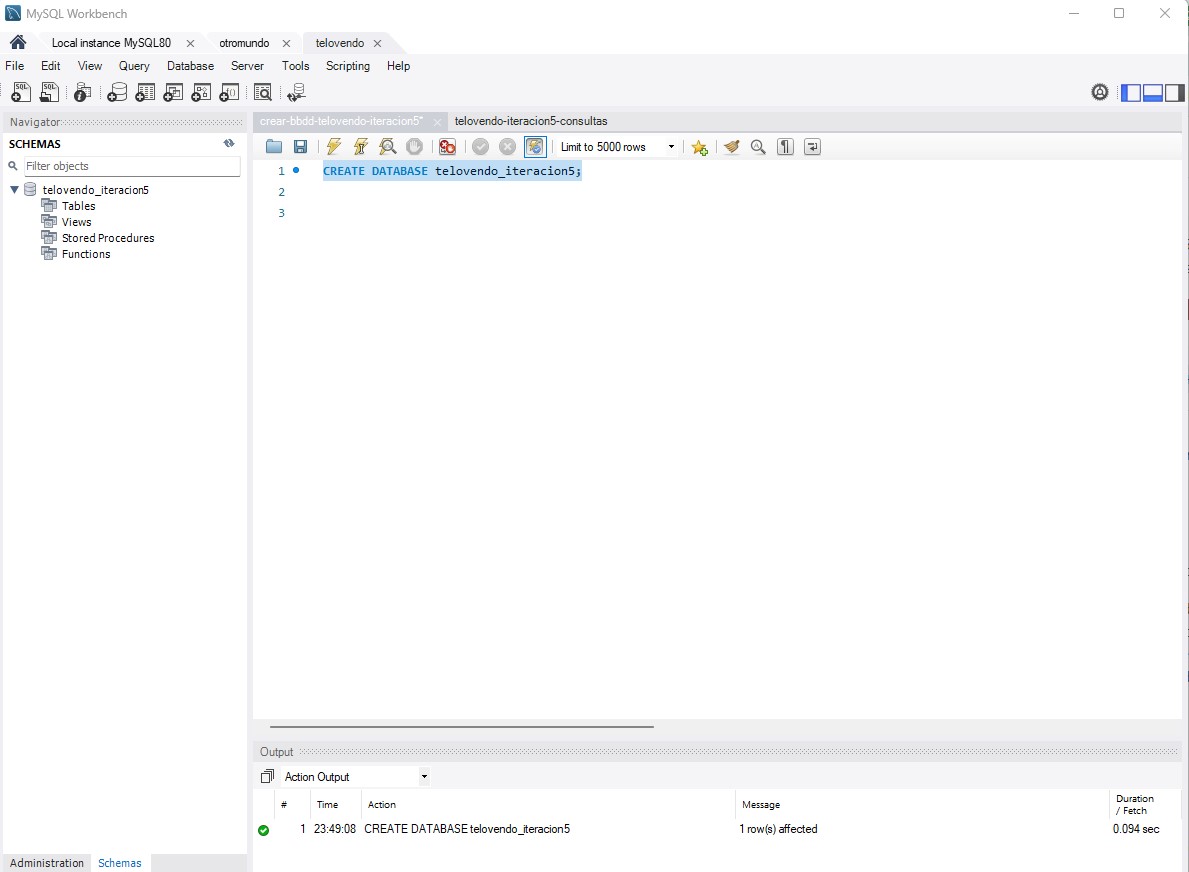 MySQL Workbench
Local instance MySQL80 otromundo telovendo
File Edit View Query Database Server Tools Scripting Help
Navigator
SCHEMAS
Filter objects
telovendo_iteracion5
Tables
Views
Stored Procedures
Functions
Administration Schemas
crear-bbdd-telovendo-iteracion5* telovendo-iteracion5-consultas
Limit to 5000 rows
1 CREATE DATABASE telovendo_iteracion5;
2
3
Output
Action Output
# Time Action Message Duration / Fetch
1 23:49:08 CREATE DATABASE telovendo_iteracion5 1 row(s) affected 0.094 sec